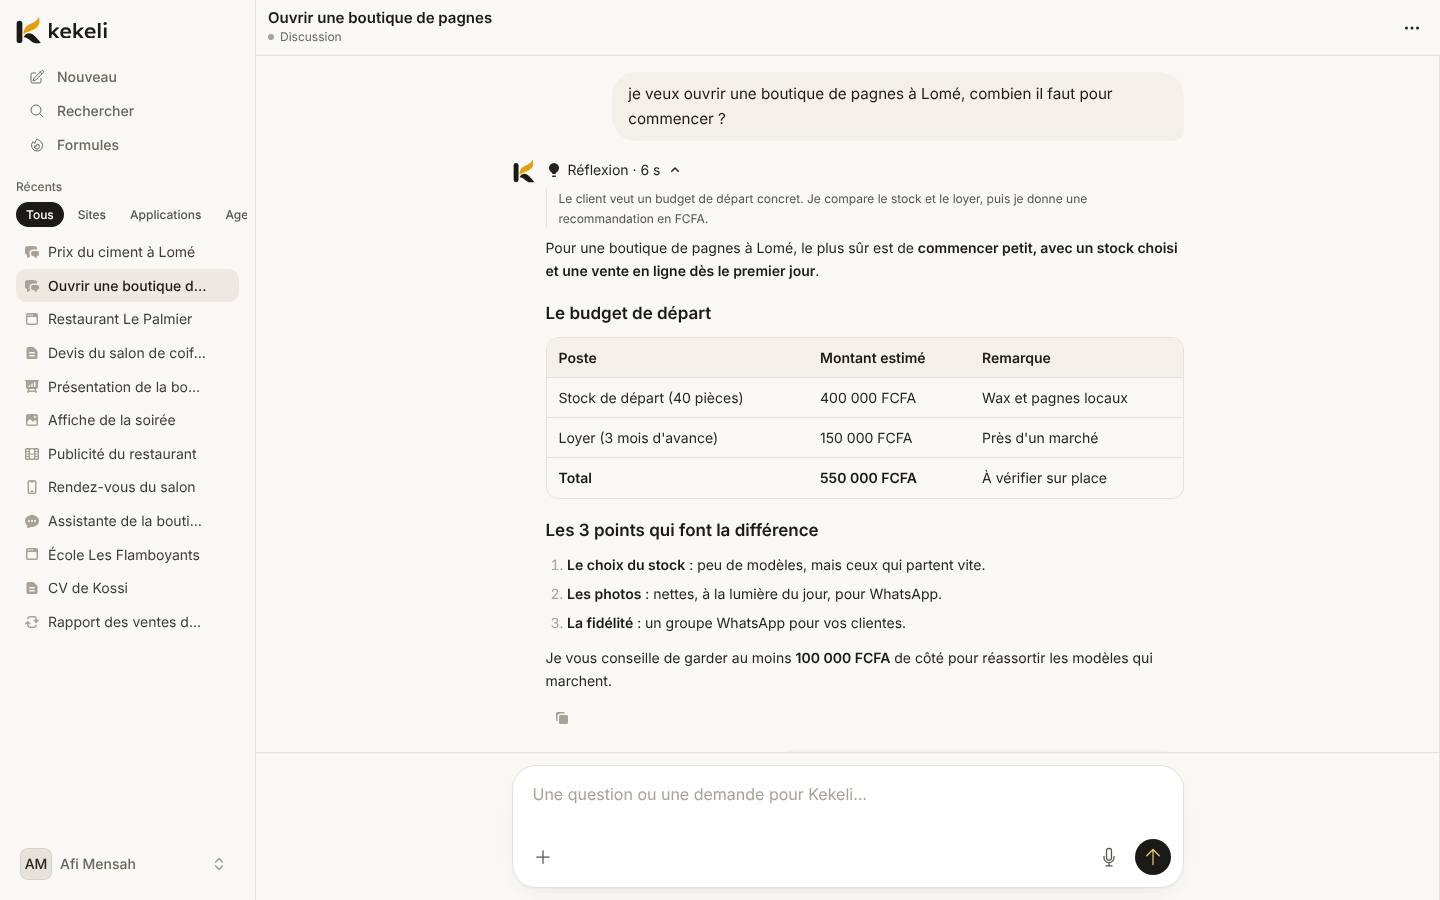 kekeli
Nouveau
Rechercher
Formules
Récents
Tous Sites Applications Age
Prix du ciment à Lomé
Ouvrir une boutique d...
Restaurant Le Palmier
Devis du salon de coif...
Présentation de la bo...
Affiche de la soirée
Publicité du restaurant
Rendez-vous du salon
Assistante de la bouti...
École Les Flamboyants
CV de Kossi
Rapport des ventes d...
AM Afi Mensah
Ouvrir une boutique de pagnes
Discussion
je veux ouvrir une boutique de pagnes à Lomé, combien il faut pour
commencer ?
Réflexion · 6 s
Le client veut un budget de départ concret. Je compare le stock et le loyer, puis je donne une
recommandation en FCFA.
Pour une boutique de pagnes à Lomé, le plus sûr est de commencer petit, avec un stock choisi
et une vente en ligne dès le premier jour.
Le budget de départ
Poste Montant estimé Remarque
Stock de départ (40 pièces) 400 000 FCFA Wax et pagnes locaux
Loyer (3 mois d'avance) 150 000 FCFA Près d'un marché
Total 550 000 FCFA À vérifier sur place
Les 3 points qui font la différence
1. Le choix du stock : peu de modèles, mais ceux qui partent vite.
2. Les photos : nettes, à la lumière du jour, pour WhatsApp.
3. La fidélité : un groupe WhatsApp pour vos clientes.
Je vous conseille de garder au moins 100 000 FCFA de côté pour réassortir les modèles qui
marchent.
Une question ou une demande pour Kekeli...